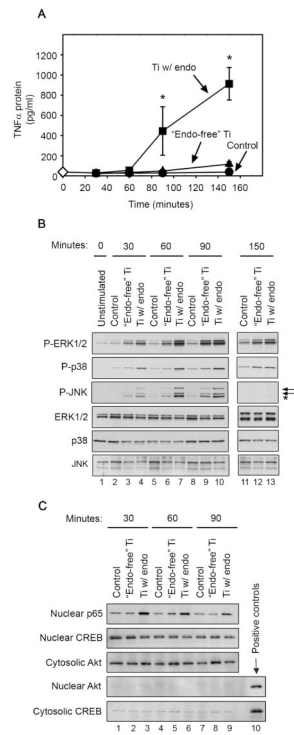 A
1400
1200
1000
800
600
400
200
0
TNFα protein
(pg/ml)
Ti w/ endo
*
*
"Endo-free" Ti
Control
0 20 40 60 80 100 120 140 160
Time (minutes)
B
Minutes: 0 30 60 90 150
Unstimulated
Control
"Endo-free" Ti
Ti w/ endo
Control
"Endo-free" Ti
Ti w/ endo
Control
"Endo-free" Ti
Ti w/ endo
Control
"Endo-free" Ti
Ti w/ endo
P-ERK1/2
P-p38
P-JNK
*
ERK1/2
p38
JNK
1 2 3 4 5 6 7 8 9 10 11 12 13
C
Minutes: 30 60 90
Control
"Endo-free" Ti
Ti w/ endo
Control
"Endo-free" Ti
Ti w/ endo
Control
"Endo-free" Ti
Ti w/ endo
Positive controls
Nuclear p65
Nuclear CREB
Cytosolic Akt
Nuclear Akt
Cytosolic CREB
1 2 3 4 5 6 7 8 9 10